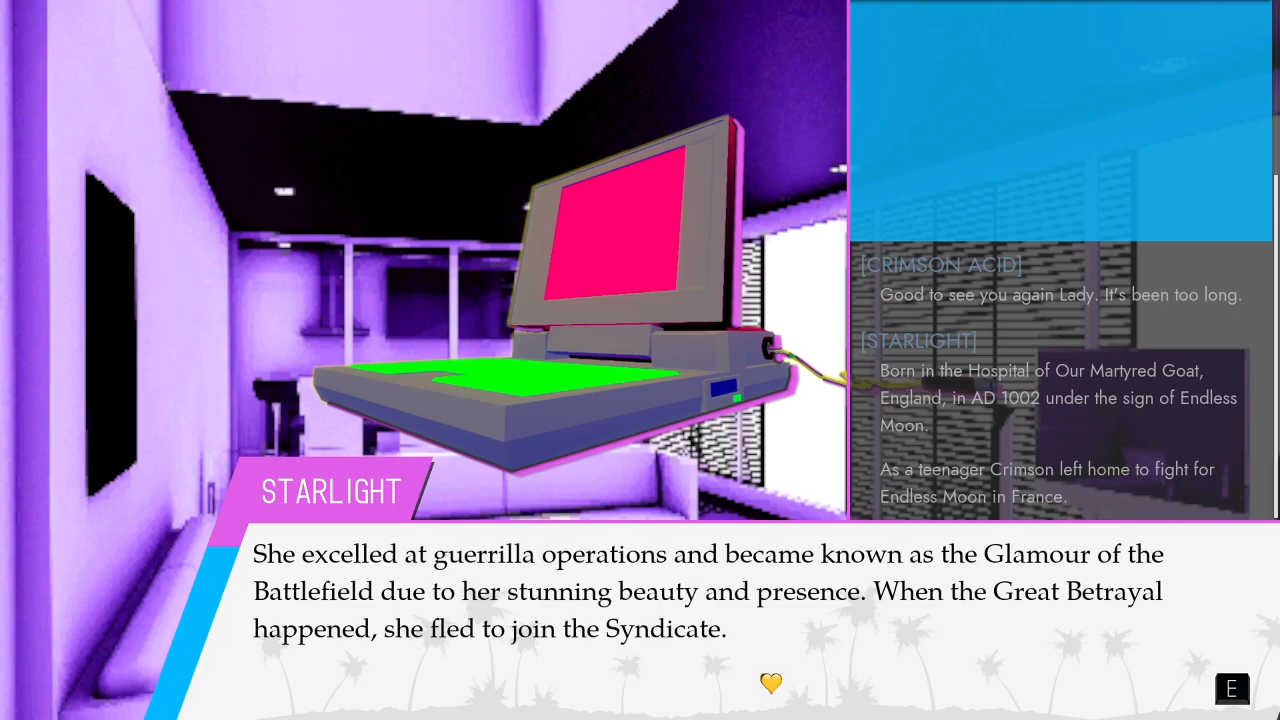 [CRIMSON ACID]
Good to see you again Lady. It's been too long.
[STARLIGHT]
Born in the Hospital of Our Martyred Goat,
England, in AD 1002 under the sign of Endless
Moon.
As a teenager Crimson left home to fight for
Endless Moon in France.
STARLIGHT
She excelled at guerrilla operations and became known as the Glamour of the
Battlefield due to her stunning beauty and presence. When the Great Betrayal
happened, she fled to join the Syndicate.
E